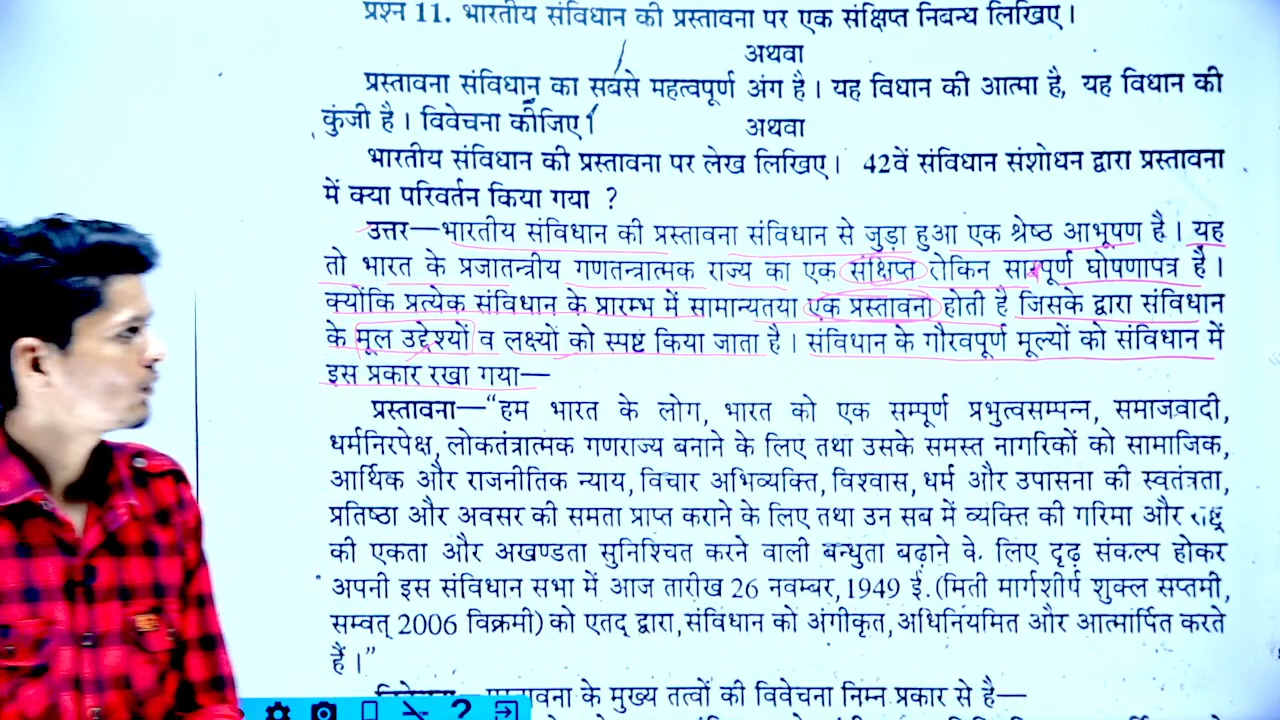 प्रश्न 11. भारतीय संविधान की प्रस्तावना पर एक संक्षिप्त निबन्ध लिखिए।
अथवा
प्रस्तावना संविधान का सबसे महत्वपूर्ण अंग है। यह विधान की आत्मा है, यह विधान की
कुंजी है। विवेचना कीजिए।
अथवा
भारतीय संविधान की प्रस्तावना पर लेख लिखिए। 42वें संविधान संशोधन द्वारा प्रस्तावना
में क्या परिवर्तन किया गया ?
उत्तर—भारतीय संविधान की प्रस्तावना संविधान से जुड़ा हुआ एक श्रेष्ठ आभूषण है। यह
तो भारत के प्रजातन्त्रीय गणतन्त्रात्मक राज्य का एक संक्षिप्त लेकिन सारपूर्ण घोषणापत्र है।
क्योंकि प्रत्येक संविधान के प्रारम्भ में सामान्यतया एक प्रस्तावना होती है जिसके द्वारा संविधान
के मूल उद्देश्यों व लक्ष्यों को स्पष्ट किया जाता है। संविधान के गौरवपूर्ण मूल्यों को संविधान में
इस प्रकार रखा गया—
प्रस्तावना—“हम भारत के लोग, भारत को एक सम्पूर्ण प्रभुत्वसम्पन्न, समाजवादी,
धर्मनिरपेक्ष, लोकतंत्रात्मक गणराज्य बनाने के लिए तथा उसके समस्त नागरिकों को सामाजिक,
आर्थिक और राजनीतिक न्याय, विचार अभिव्यक्ति, विश्वास, धर्म और उपासना की स्वतंत्रता,
प्रतिष्ठा और अवसर की समता प्राप्त कराने के लिए तथा उन सब में व्यक्ति की गरिमा और राष्ट्र
की एकता और अखण्डता सुनिश्चित करने वाली बन्धुता बढ़ाने के लिए दृढ़ संकल्प होकर
अपनी इस संविधान सभा में आज तारीख 26 नवम्बर, 1949 ई. (मिती मार्गशीर्ष शुक्ल सप्तमी,
सम्वत् 2006 विक्रमी) को एतद् द्वारा, संविधान को अंगीकृत, अधिनियमित और आत्मार्पित करते
हैं।”
के मुख्य तत्वों की विवेचना निम्न प्रकार से है—